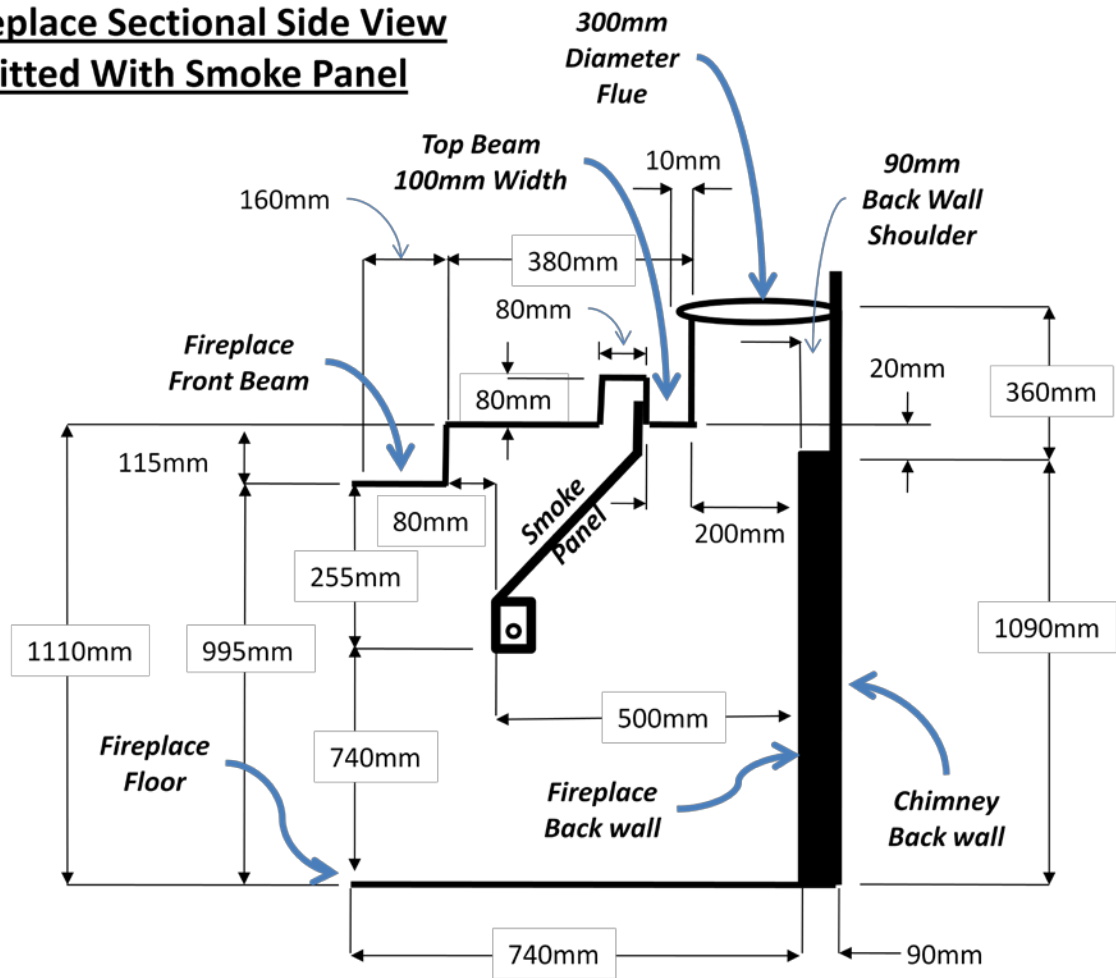 eplace Sectional Side View
itted With Smoke Panel
300mm
Diameter
Flue
Top Beam
100mm Width
10mm
90mm
Back Wall
Shoulder
160mm
380mm
80mm
Fireplace
Front Beam
80mm
20mm
360mm
115mm
80mm
Smoke
Panel
200mm
255mm
1110mm
995mm
1090mm
500mm
740mm
Fireplace
Floor
Fireplace
Back wall
Chimney
Back wall
740mm
90mm